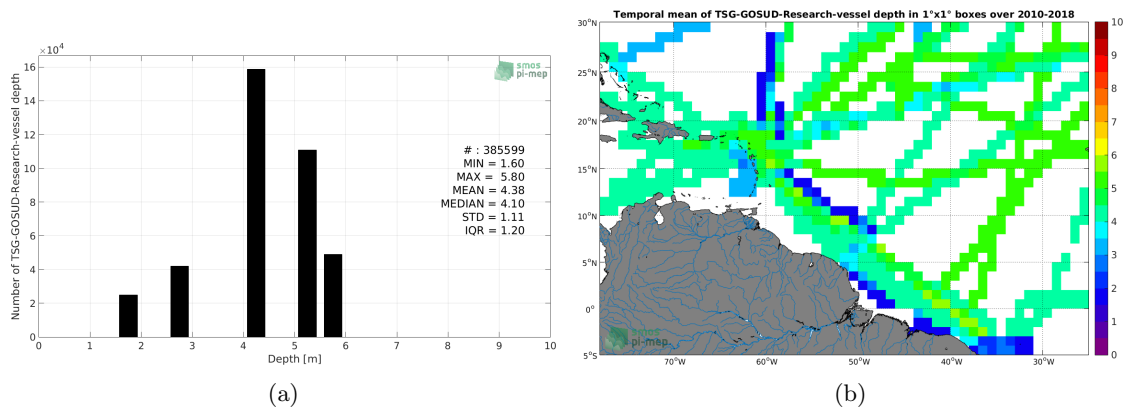 ×10⁴
16
14
12
10
8
6
4
2
0
Number of TSG-GOSUD-Research-vessel depth
smos
pi-mep
# : 385599
MIN = 1.60
MAX = 5.80
MEAN = 4.38
MEDIAN = 4.10
STD = 1.11
IQR = 1.20
0 1 2 3 4 5 6 7 8 9 10
Depth [m]
(a)
Temporal mean of TSG-GOSUD-Research-vessel depth in 1°x1° boxes over 2010-2018
30°N
25°N
20°N
15°N
10°N
5°N
0°
5°S
smos
pi-mep
70°W 60°W 50°W 40°W 30°W
10
9
8
7
6
5
4
3
2
1
0
(b)